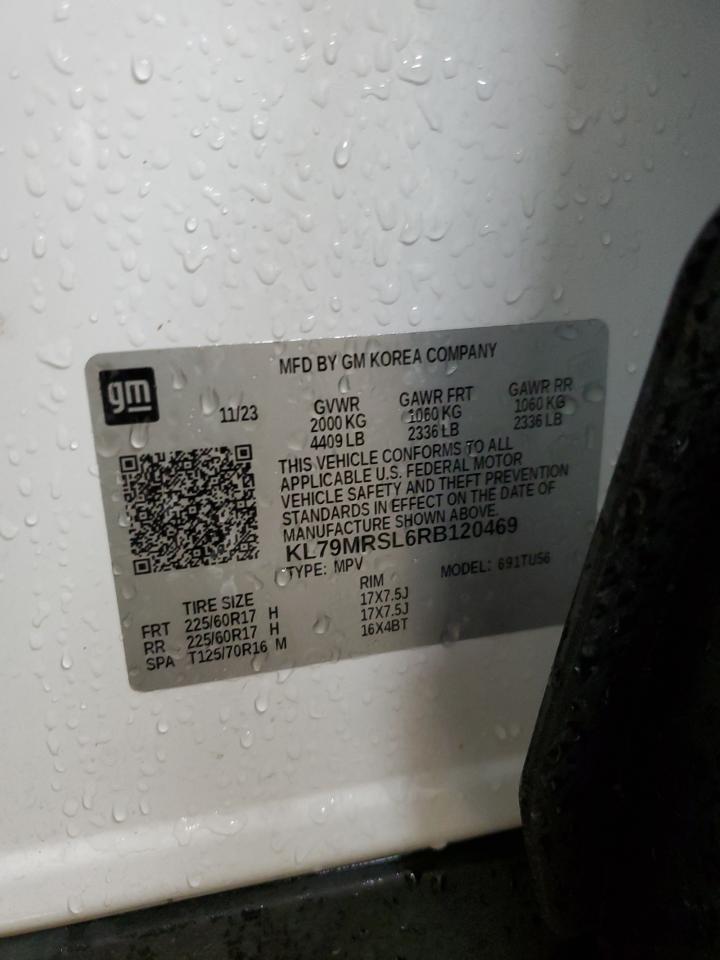 MFD BY GM KOREA COMPANY
gm
11/23
GVWR GAWR FRT GAWR RR
2000 KG 1060 KG 1060 KG
4409 LB 2336 LB 2336 LB
THIS VEHICLE CONFORMS TO ALL
APPLICABLE U.S. FEDERAL MOTOR
VEHICLE SAFETY AND THEFT PREVENTION
STANDARDS IN EFFECT ON THE DATE OF
MANUFACTURE SHOWN ABOVE.
KL79MRSL6RB120469
TYPE: MPV MODEL: 691TU56
TIRE SIZE RIM
FRT 225/60R17 H 17X7.5J
RR 225/60R17 H 17X7.5J
SPA T125/70R16 M 16X4BT